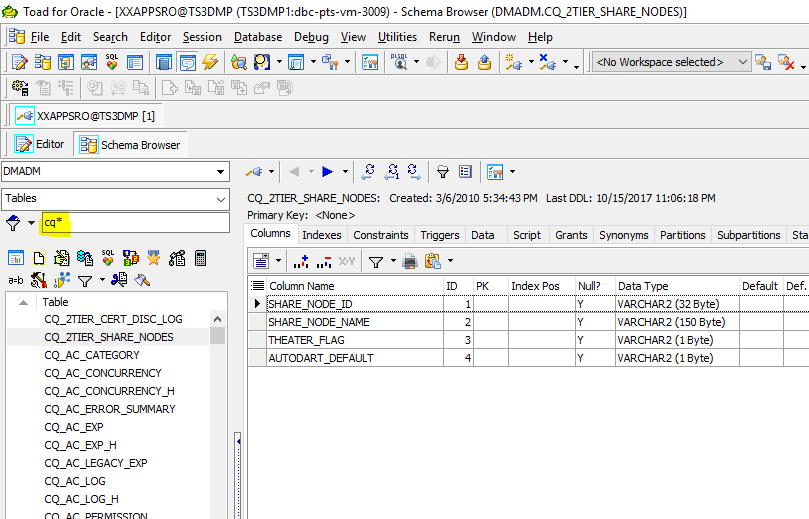 Toad for Oracle - [XXAPPSRO@TS3DMP (TS3DMP1:dbc-pts-vm-3009) - Schema Browser (DMADM.CQ_2TIER_SHARE_NODES)]
File Edit Search Editor Session Database Debug View Utilities Rerun Window Help
SQL PLSQL <No Workspace selected>
XXAPPSRO@TS3DMP [1]
Editor Schema Browser
DMADM
Tables
CQ_2TIER_SHARE_NODES: Created: 3/6/2010 5:34:43 PM Last DDL: 10/15/2017 11:06:18 PM
Primary Key: <None>
cq*
Columns Indexes Constraints Triggers Data Script Grants Synonyms Partitions Subpartitions Sta
SQL
a=b X=Y
Column Name ID PK Index Pos Null? Data Type Default Def.
SHARE_NODE_ID 1 Y VARCHAR2 (32 Byte)
SHARE_NODE_NAME 2 Y VARCHAR2 (150 Byte)
THEATER_FLAG 3 Y VARCHAR2 (1 Byte)
AUTODART_DEFAULT 4 Y VARCHAR2 (1 Byte)
Table
CQ_2TIER_CERT_DISC_LOG
CQ_2TIER_SHARE_NODES
CQ_AC_CATEGORY
CQ_AC_CONCURRENCY
CQ_AC_CONCURRENCY_H
CQ_AC_ERROR_SUMMARY
CQ_AC_EXP
CQ_AC_EXP_H
CQ_AC_LEGACY_EXP
CQ_AC_LOG
CQ_AC_LOG_H
CQ_AC_PERMISSION